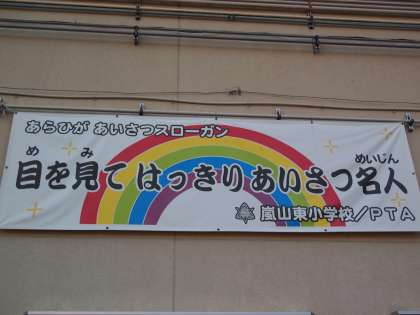 あらひが あいさつスローガン
め み めいじん
目を見て はっきり あいさつ名人
嵐山東小学校/PTA